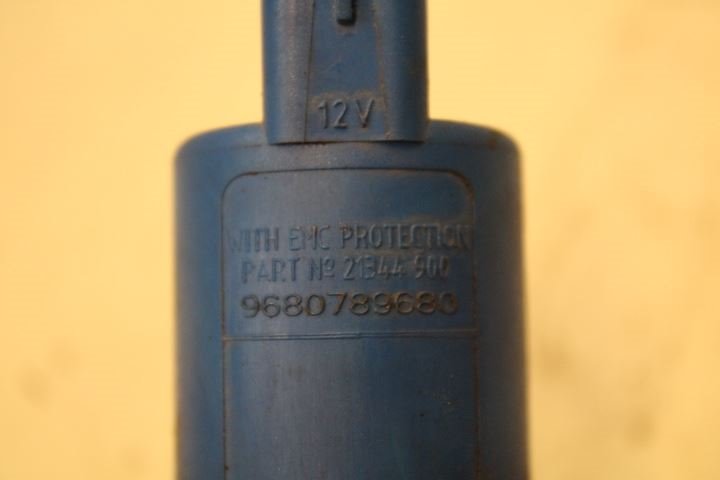 12V
WITH EMC PROTECTION
PART Nº 21344 900
9680789680